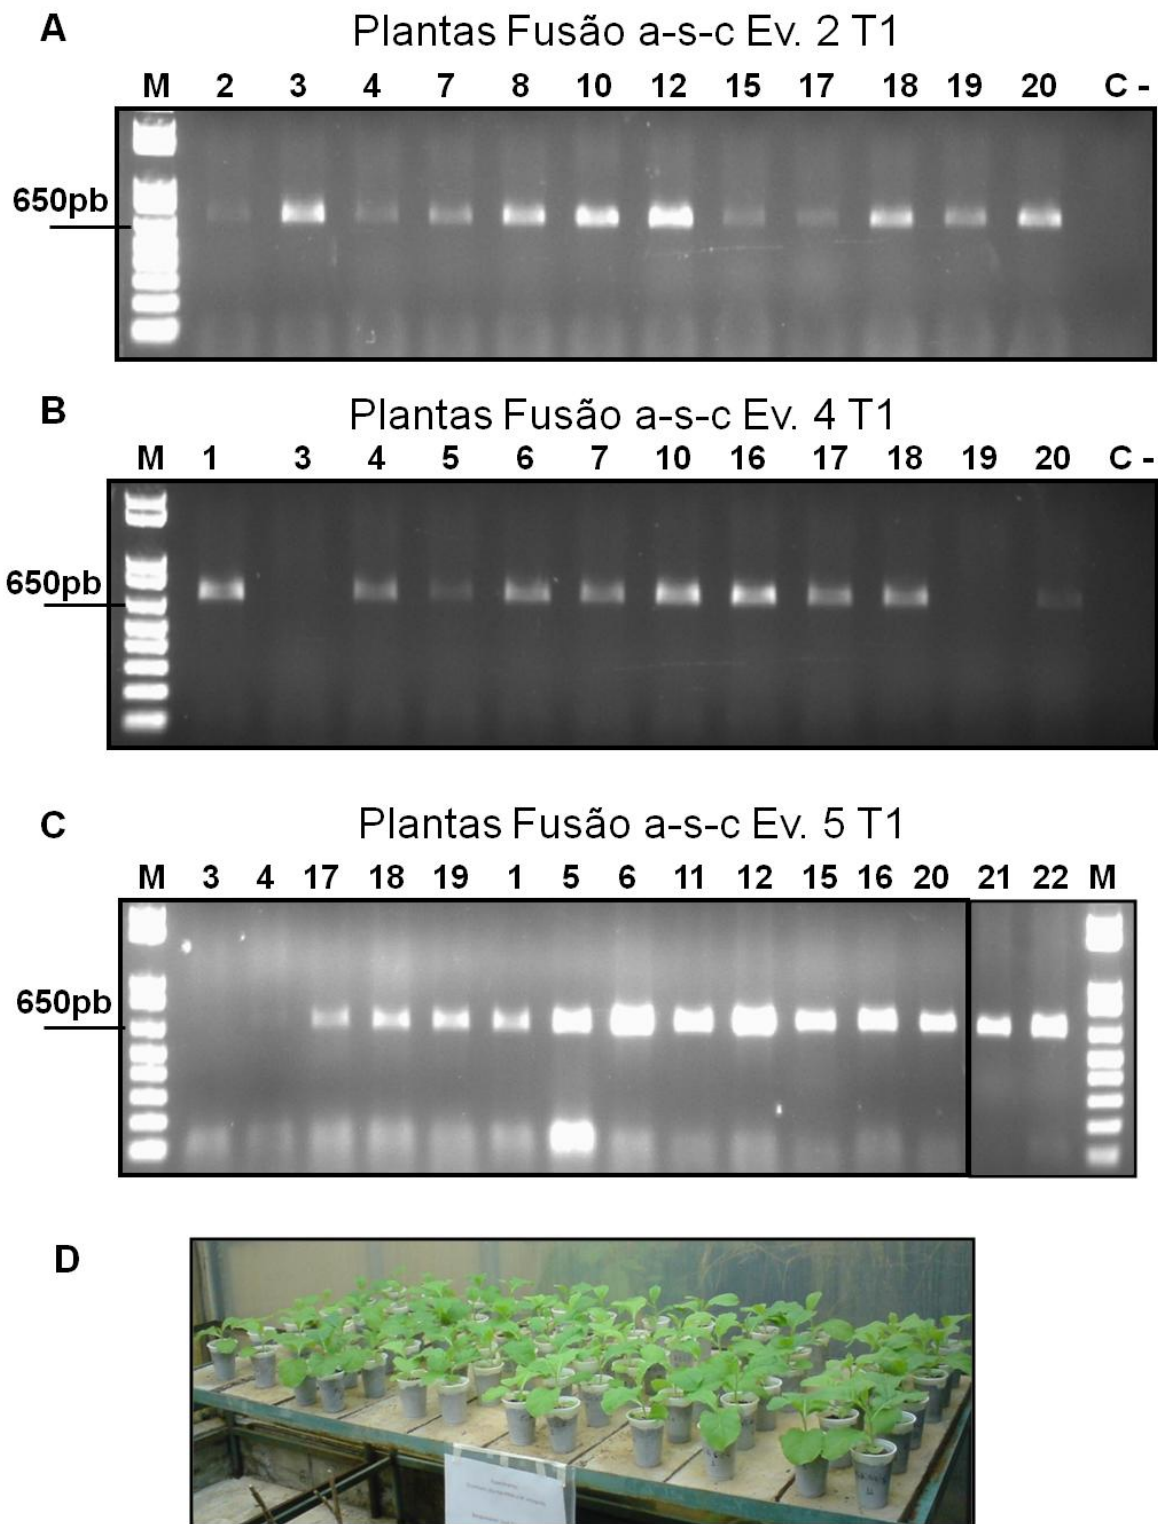 A
Plantas Fusão a-s-c Ev. 2 T1
M 2 3 4 7 8 10 12 15 17 18 19 20 C -
650pb
B
Plantas Fusão a-s-c Ev. 4 T1
M 1 3 4 5 6 7 10 16 17 18 19 20 C -
650pb
C
Plantas Fusão a-s-c Ev. 5 T1
M 3 4 17 18 19 1 5 6 11 12 15 16 20 21 22 M
650pb
D